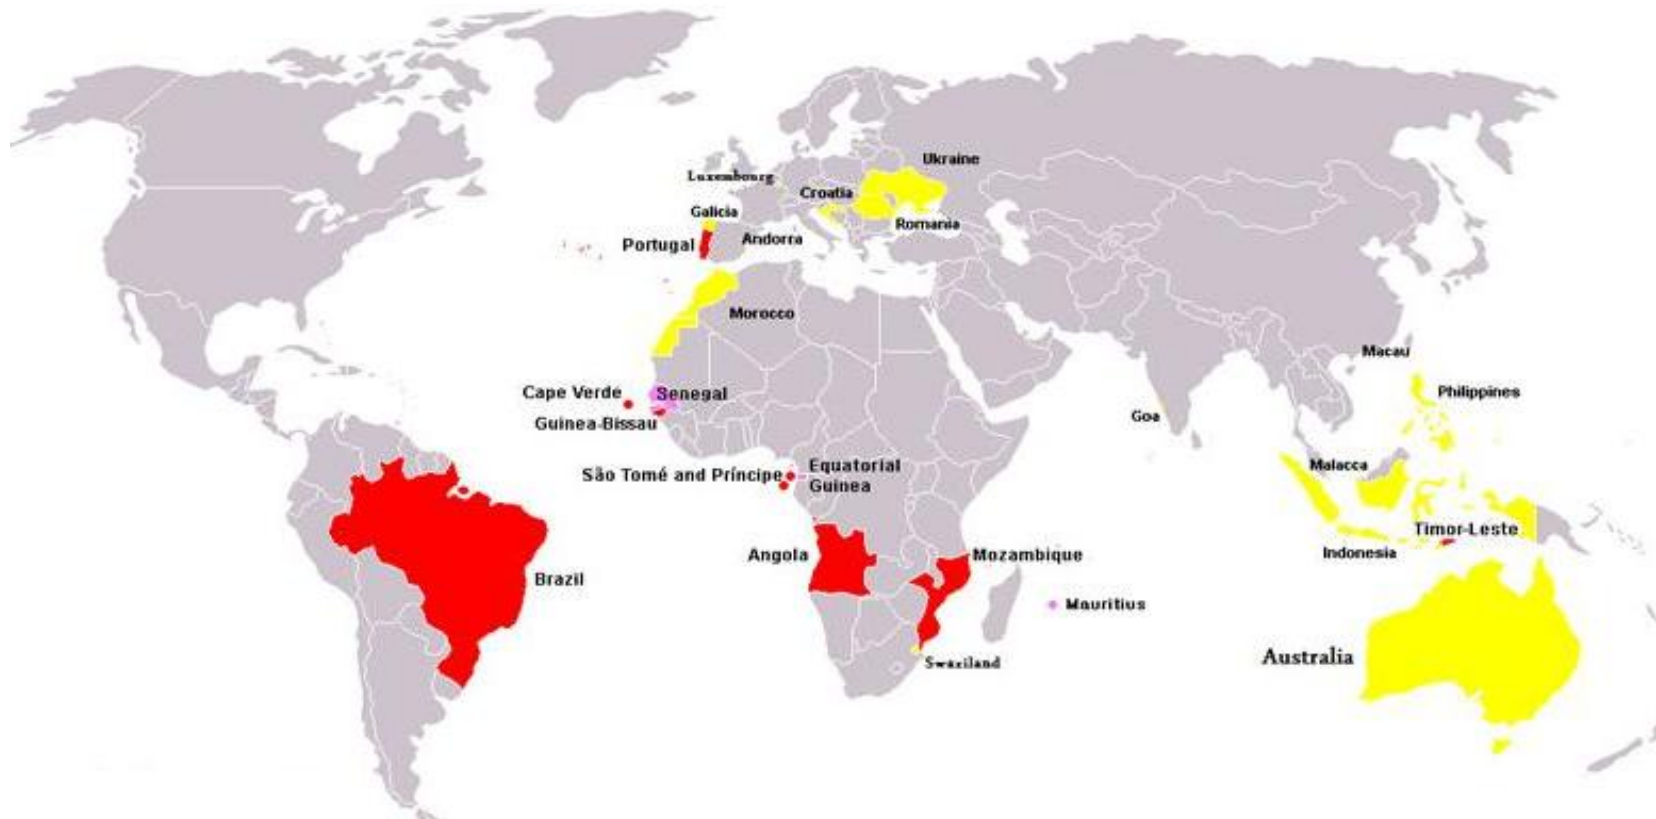 Ukraine
Luxembourg
Croatia
Galicia
Romania
Portugal
Andorra
Morocco
Macau
Cape Verde
Senegal
Philippines
Guinea-Bissau
Goa
São Tomé and Príncipe
Equatorial
Guinea
Malacca
Timor-Leste
Angola
Mozambique
Indonesia
Brazil
Mauritius
Australia
Swaziland